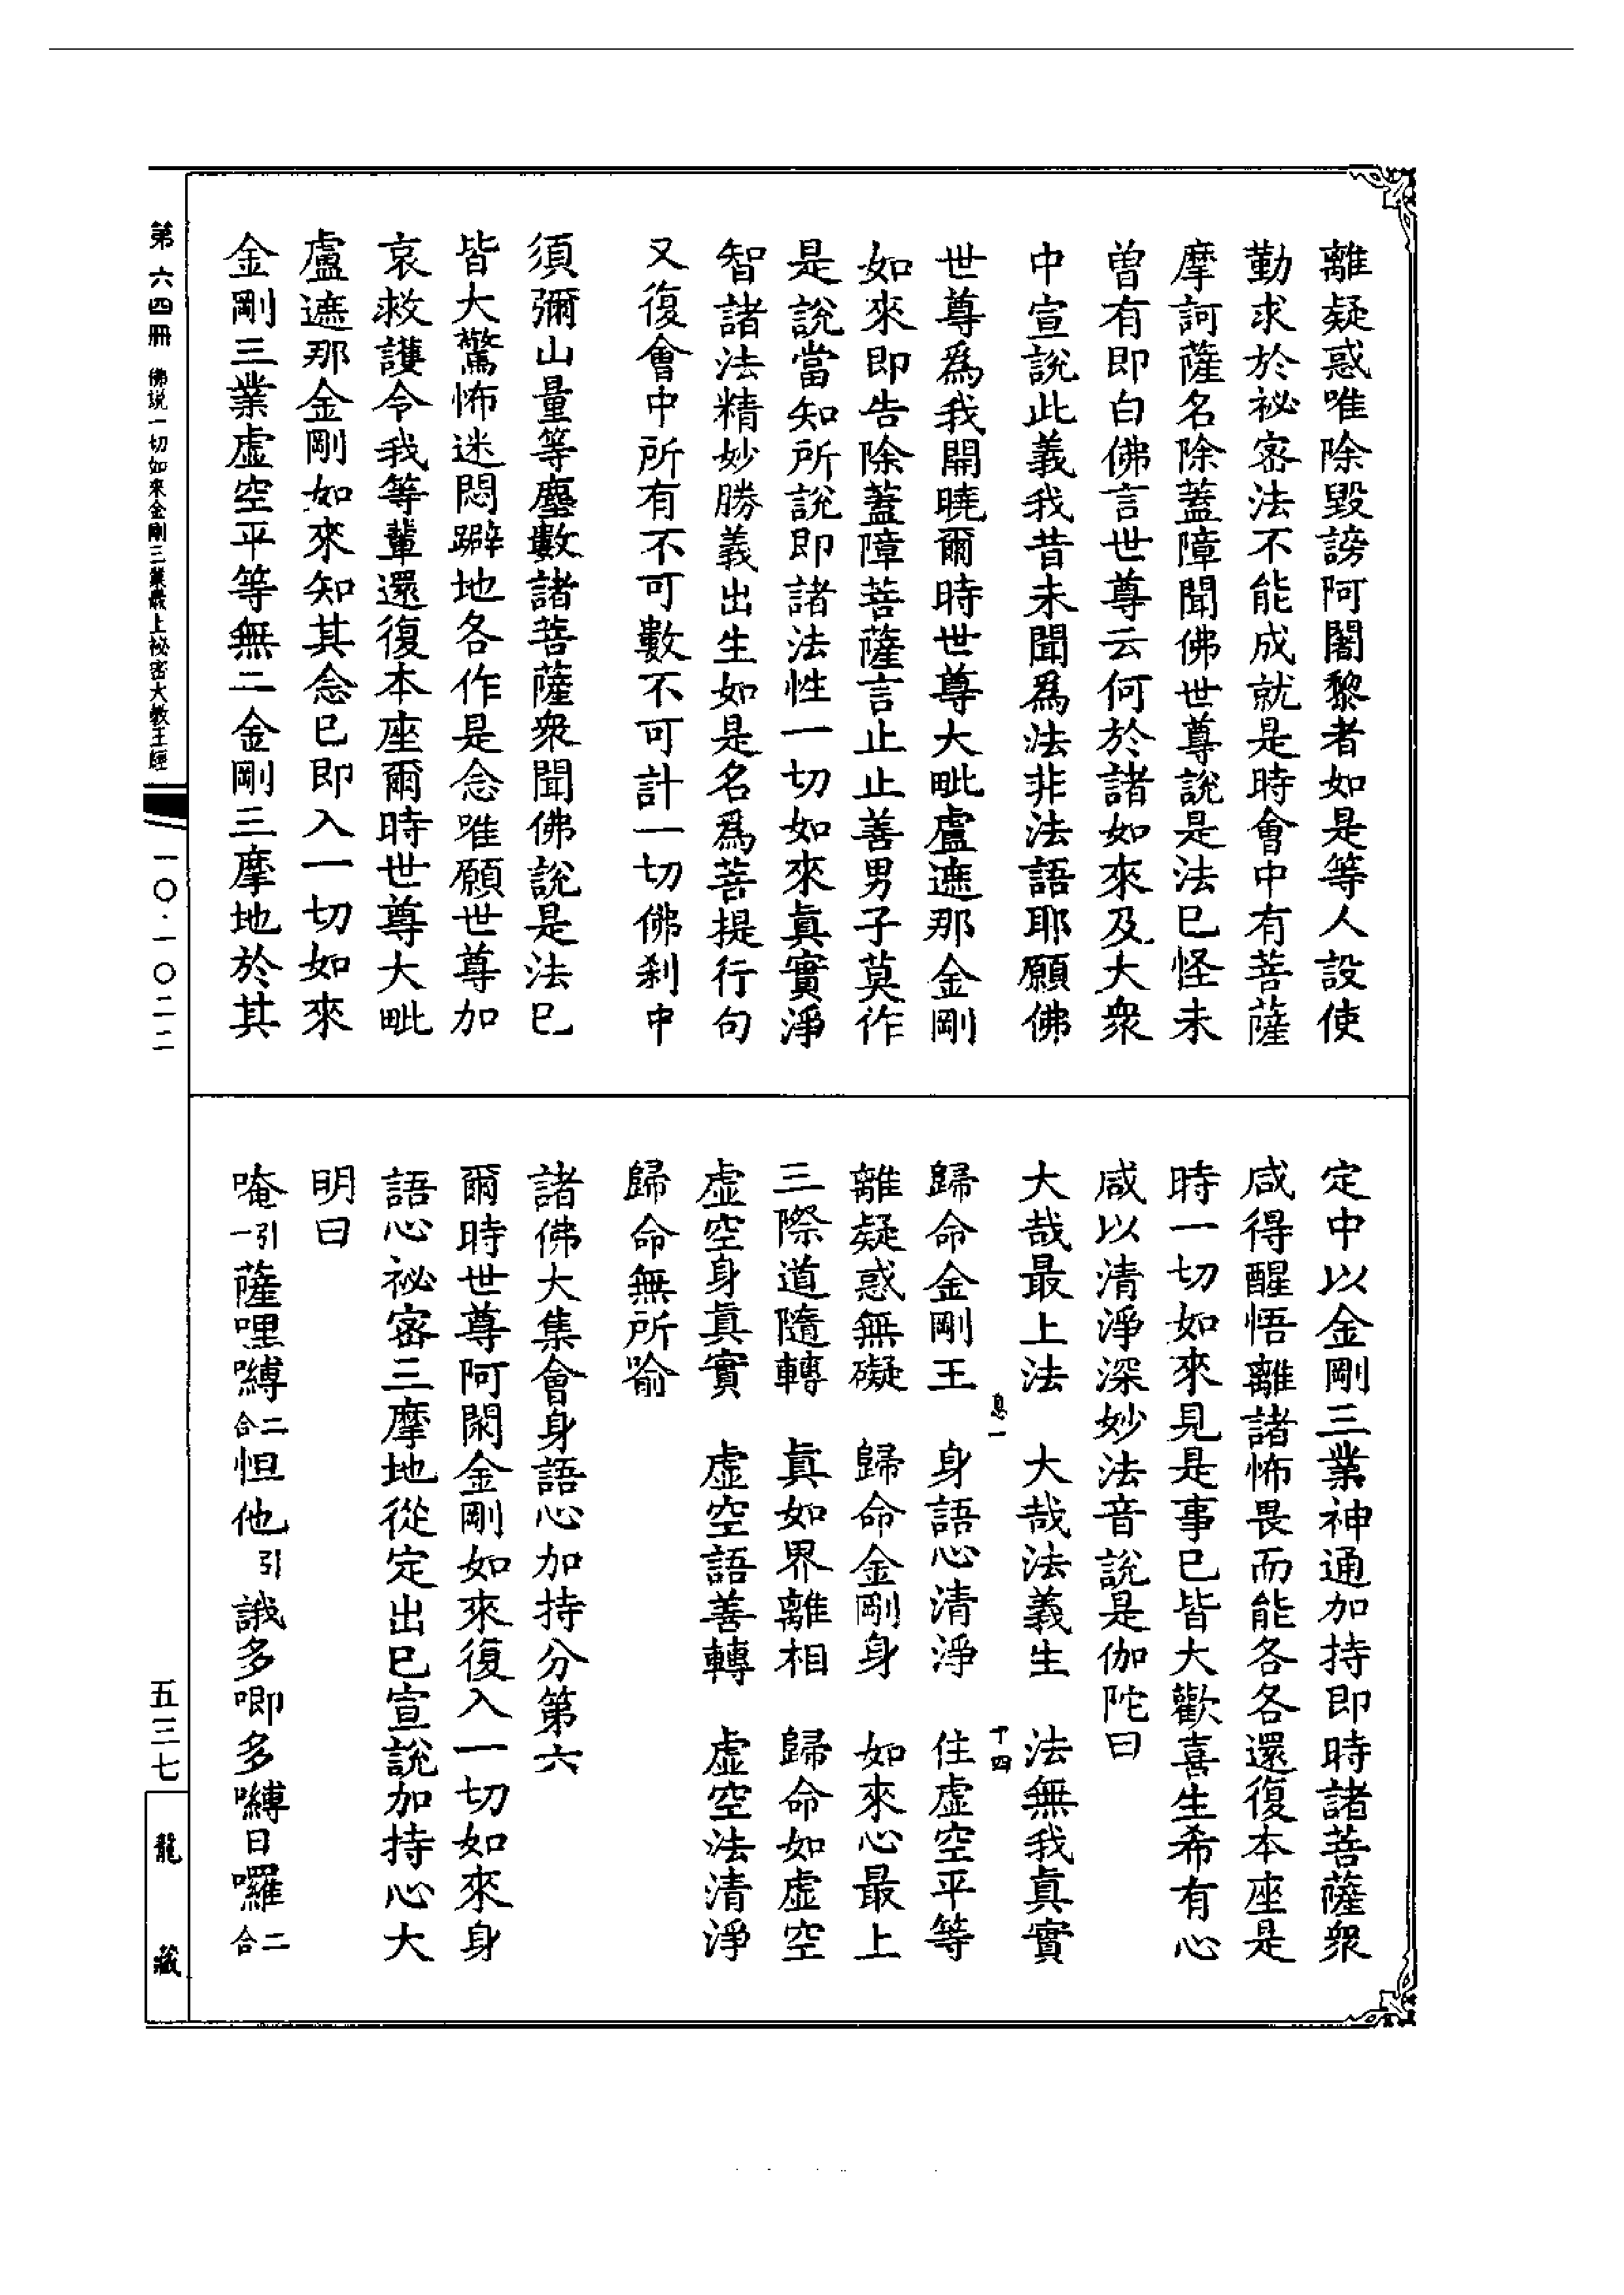 離疑惑唯除毀謗阿闍黎者如是等人設使
勤求於祕密法不能成就是時會中有菩薩
摩訶薩名除蓋障聞佛世尊說是法已怪未
曾有即白佛言世尊云何於諸如來及大衆
中宣說此義我昔未聞爲法非法語耶願佛
世尊爲我開曉爾時世尊大毗盧遮那金剛
如來即告除蓋障菩薩言止止善男子莫作
是說當知所說即諸法性一切如來眞實淨
智諸法精妙勝義出生如是名爲菩提行句
又復會中所有不可數不可計一切佛刹中
須彌山量等塵數諸菩薩衆聞佛說是法已
皆大驚怖迷悶躃地各作是念唯願世尊加
哀救護令我等輩還復本座爾時世尊大毗
盧遮那金剛如來知其念已即入一切如來
金剛三業虛空平等無二金剛三摩地於其
定中以金剛三業神通加持即時諸菩薩衆
咸得醒悟離諸怖畏而能各各還復本座是
時一切如來見是事已皆大歡喜生希有心
咸以清淨深妙法音說是伽陀曰
大哉最上法　大哉法義生　法無我眞實
息一　十四
歸命金剛王　身語心清淨　住虛空平等
離疑惑無礙　歸命金剛身　如來心最上
三際道隨轉　眞如界離相　歸命如虛空
虛空身眞實　虛空語善轉　虛空法清淨
歸命無所喻
諸佛大集會身語心加持分第六
爾時世尊阿閦金剛如來復入一切如來身
語心祕密三摩地從定出已宣說加持心大
明曰
唵引一薩哩嚩二合怛他引誐多唧多嚩日囉二合
第六四冊　佛說一切如來金剛三業最上祕密大教王經
一〇·一〇二二
五三七
龍藏